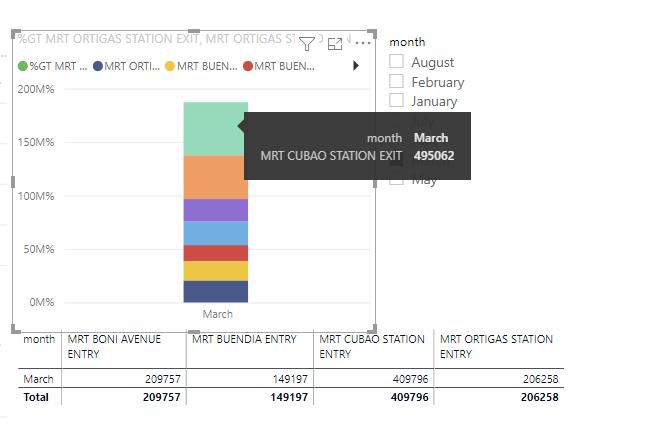 %GT MRT ORTIGAS STATION EXIT, MRT ORTIGAS ST
%GT MRT ... MRT ORTI... MRT BUEN... MRT BUEN...
200M%
150M%
100M%
50M%
0M%
March
month
August
February
January
July
May
month March
MRT CUBAO STATION EXIT 495062
month MRT BONI AVENUE ENTRY MRT BUENDIA ENTRY MRT CUBAO STATION ENTRY MRT ORTIGAS STATION ENTRY
March 209757 149197 409796 206258
Total 209757 149197 409796 206258